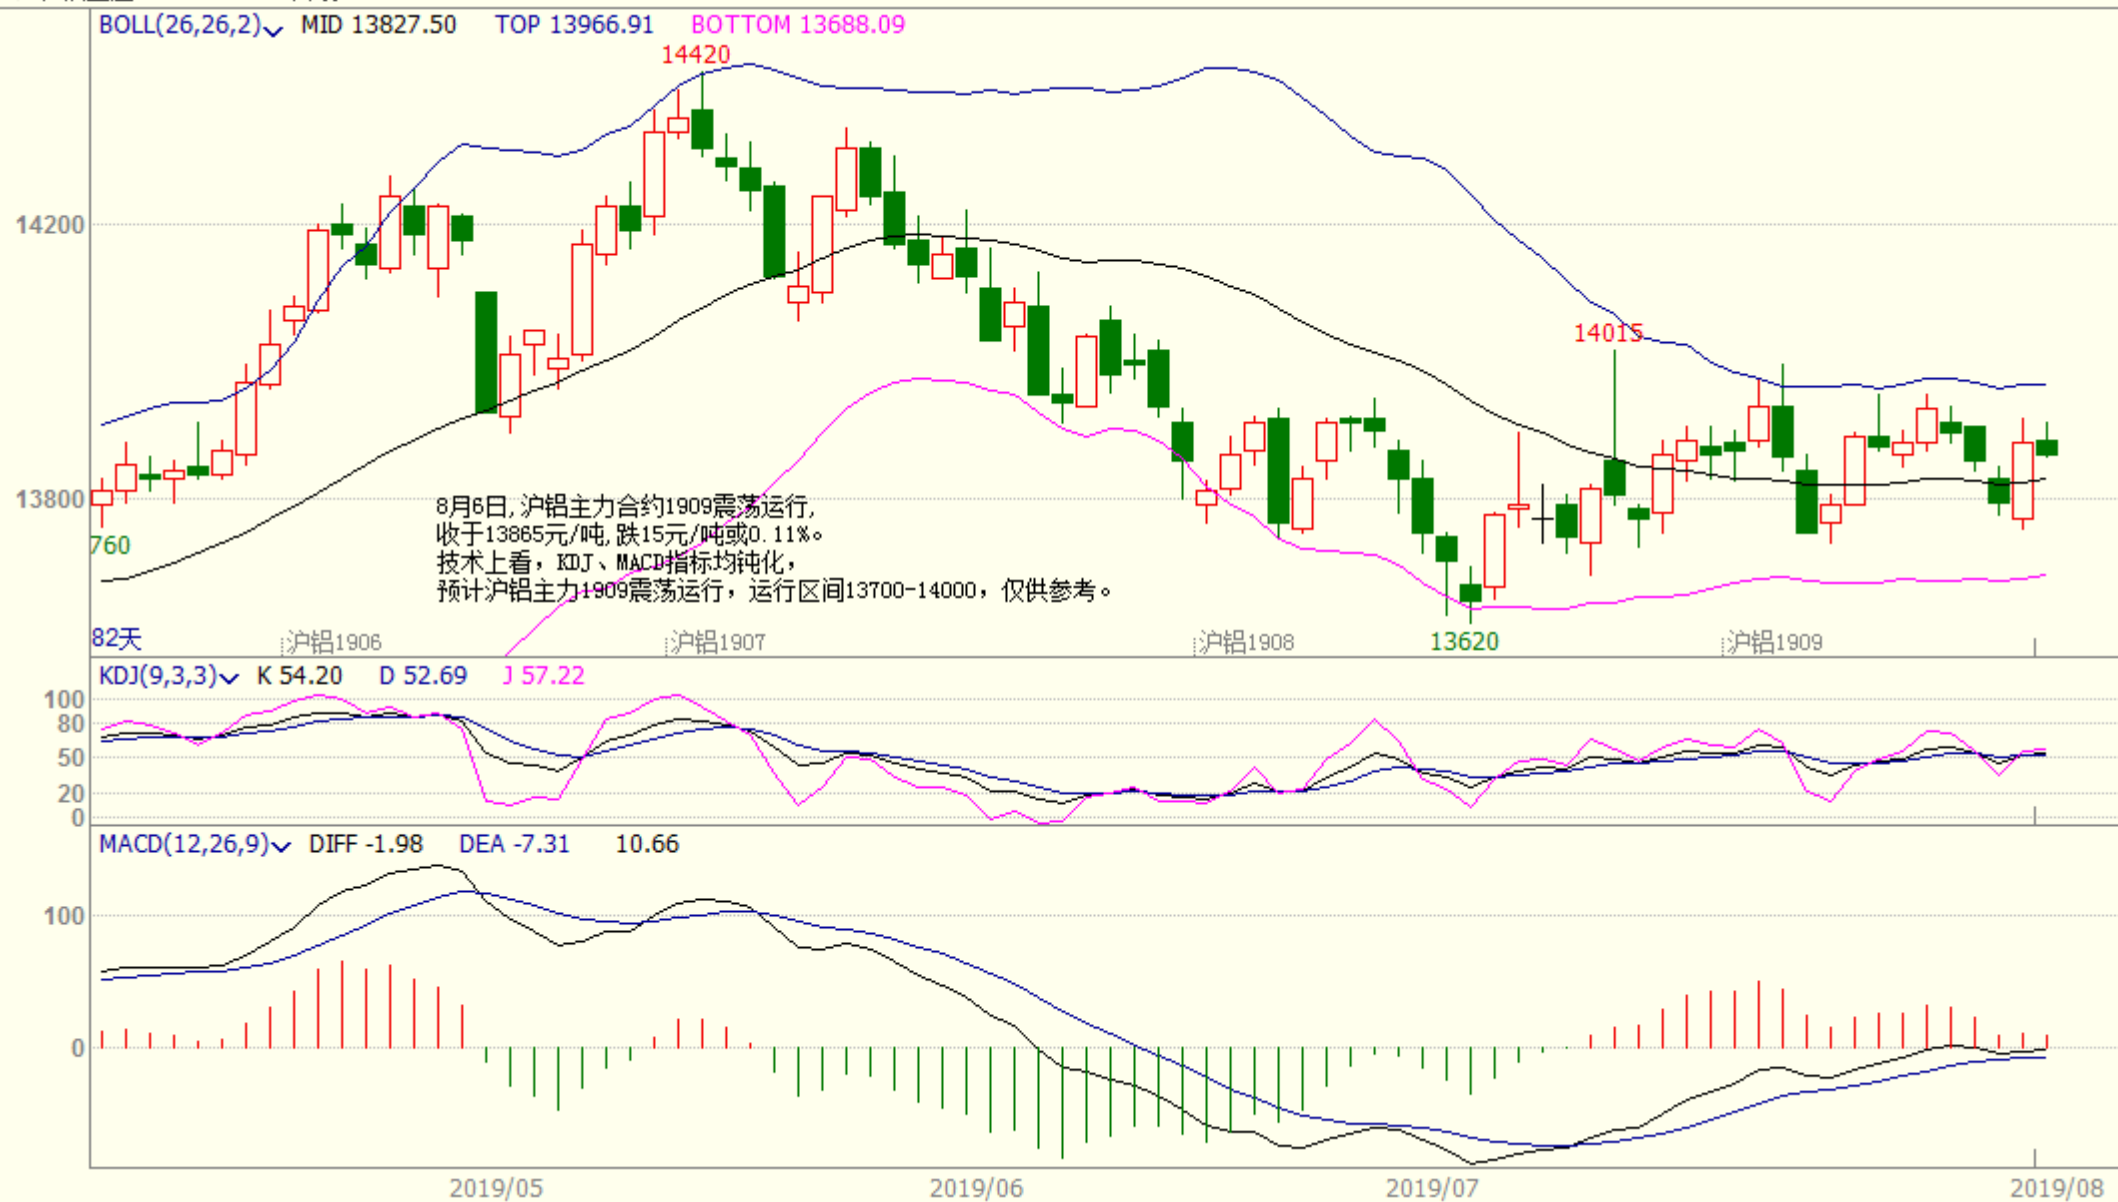 BOLL(26,26,2) MID 13827.50 TOP 13966.91 BOTTOM 13688.09
14420
14200
14015
13800
760
8月6日,沪铝主力合约1909震荡运行,
收于13865元/吨,跌15元/吨或0.11%。
技术上看，KDJ、MACD指标均钝化，
预计沪铝主力1909震荡运行，运行区间13700-14000，仅供参考。
82天 沪铝1906 沪铝1907 沪铝1908 13620 沪铝1909
KDJ(9,3,3) K 54.20 D 52.69 J 57.22
100
80
50
20
0
MACD(12,26,9) DIFF -1.98 DEA -7.31 10.66
100
0
2019/05 2019/06 2019/07 2019/08